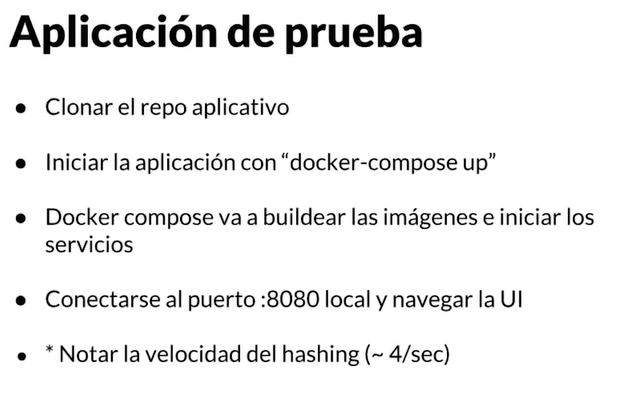 Aplicación de prueba
● Clonar el repo aplicativo
● Iniciar la aplicación con “docker-compose up”
● Docker compose va a buildear las imágenes e iniciar los
servicios
● Conectarse al puerto :8080 local y navegar la UI
● * Notar la velocidad del hashing (~ 4/sec)